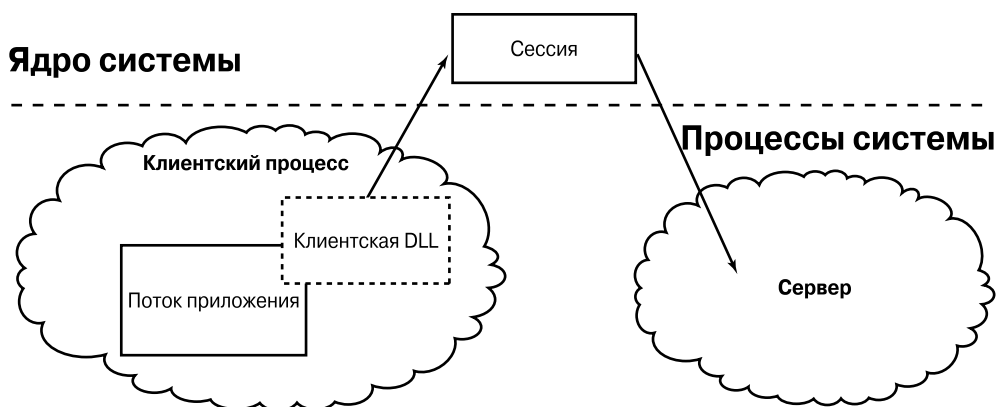 Сессия
Ядро системы
Процессы системы
Клиентский процесс
Клиентская DLL
Поток приложения
Сервер